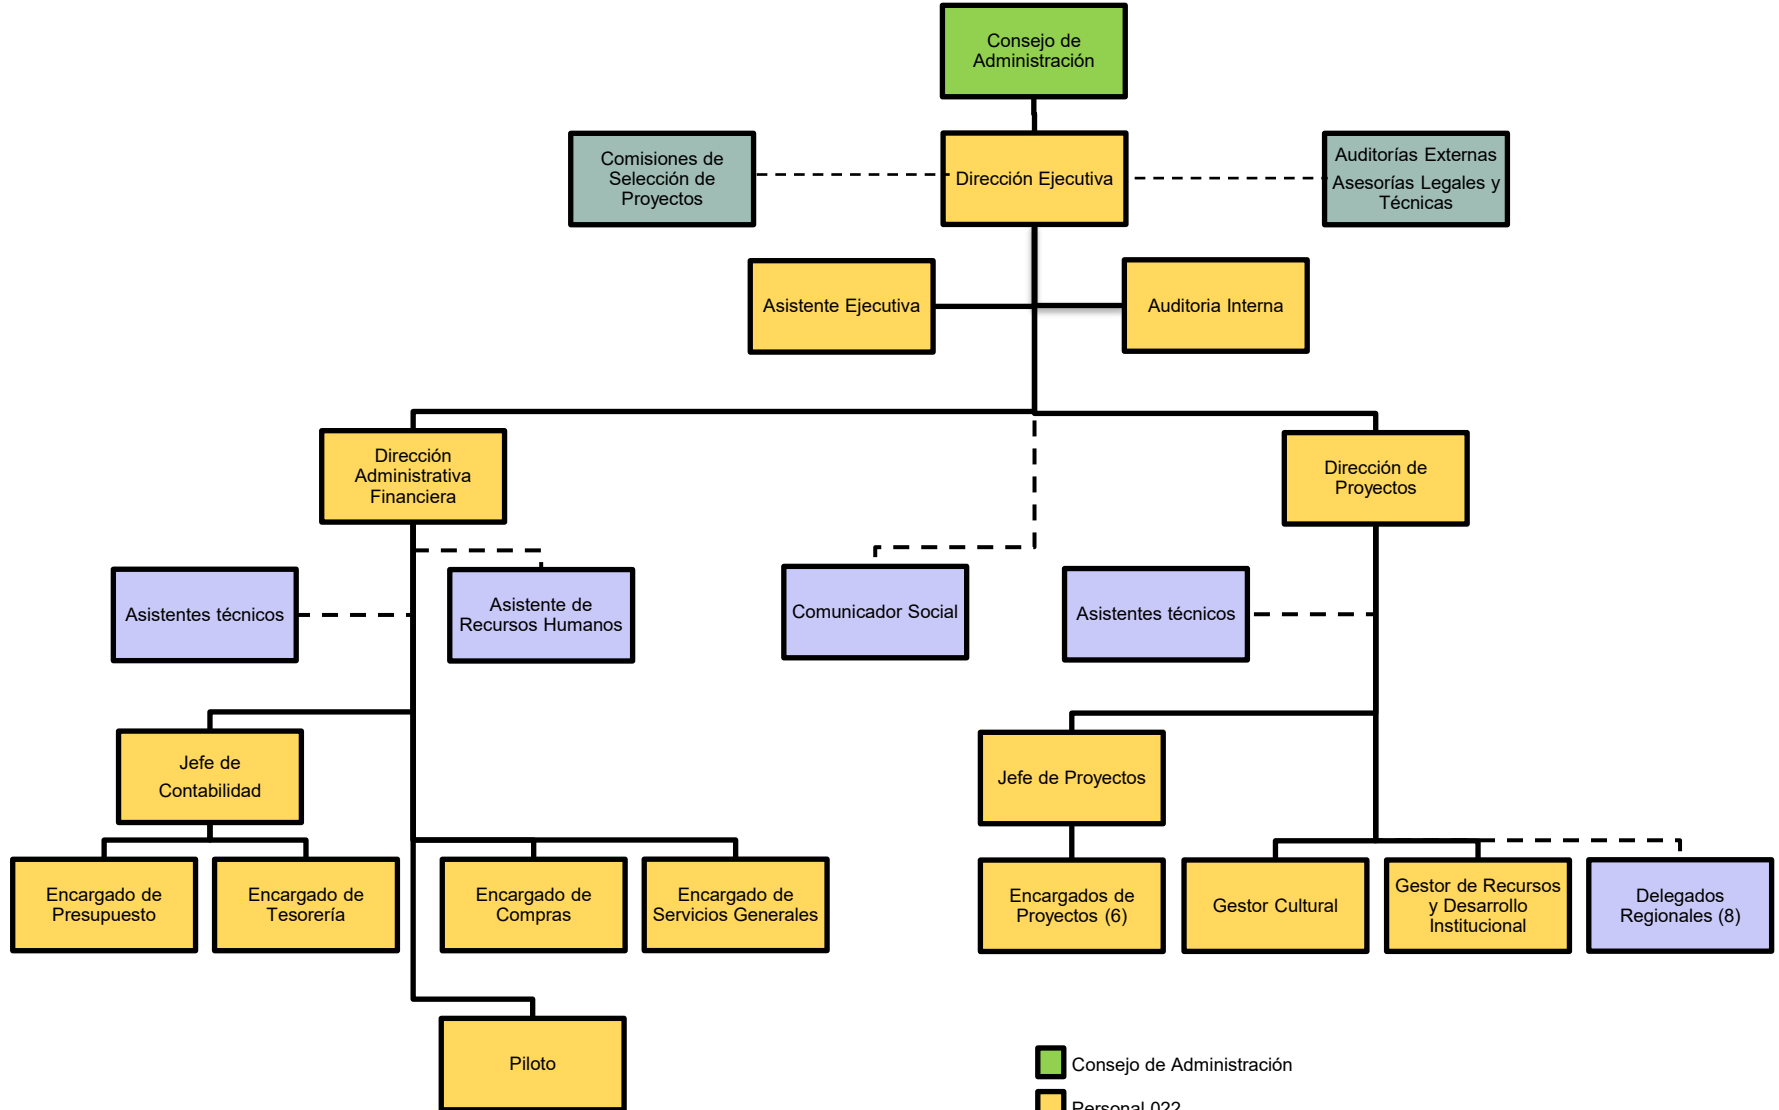 Consejo de
Administración
Comisiones de
Selección de
Proyectos
Dirección Ejecutiva
Auditorías Externas
Asesorías Legales y
Técnicas
Asistente Ejecutiva
Auditoria Interna
Dirección
Administrativa
Financiera
Dirección de
Proyectos
Asistentes técnicos
Asistente de
Recursos Humanos
Comunicador Social
Asistentes técnicos
Jefe de
Contabilidad
Jefe de Proyectos
Encargado de
Presupuesto
Encargado de
Tesorería
Encargado de
Compras
Encargado de
Servicios Generales
Encargados de
Proyectos (6)
Gestor Cultural
Gestor de Recursos
y Desarrollo
Institucional
Delegados
Regionales (8)
Piloto
Consejo de Administración
Personal 022